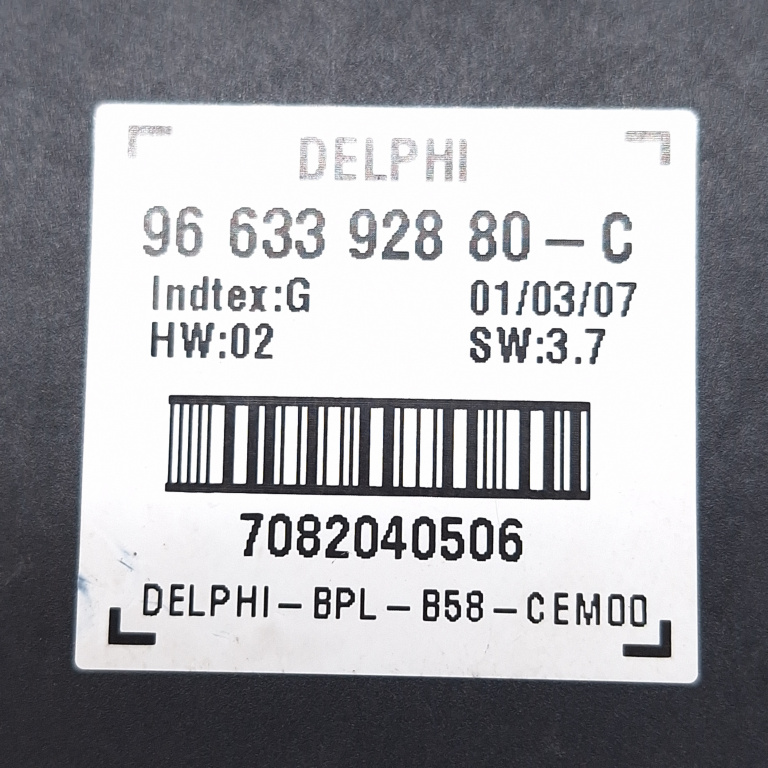 DELPHI
96 633 928 80 – C
Indtex:G 01/03/07
HW:02 SW:3.7
7082040506
DELPHI–BPL–B58–CEM00